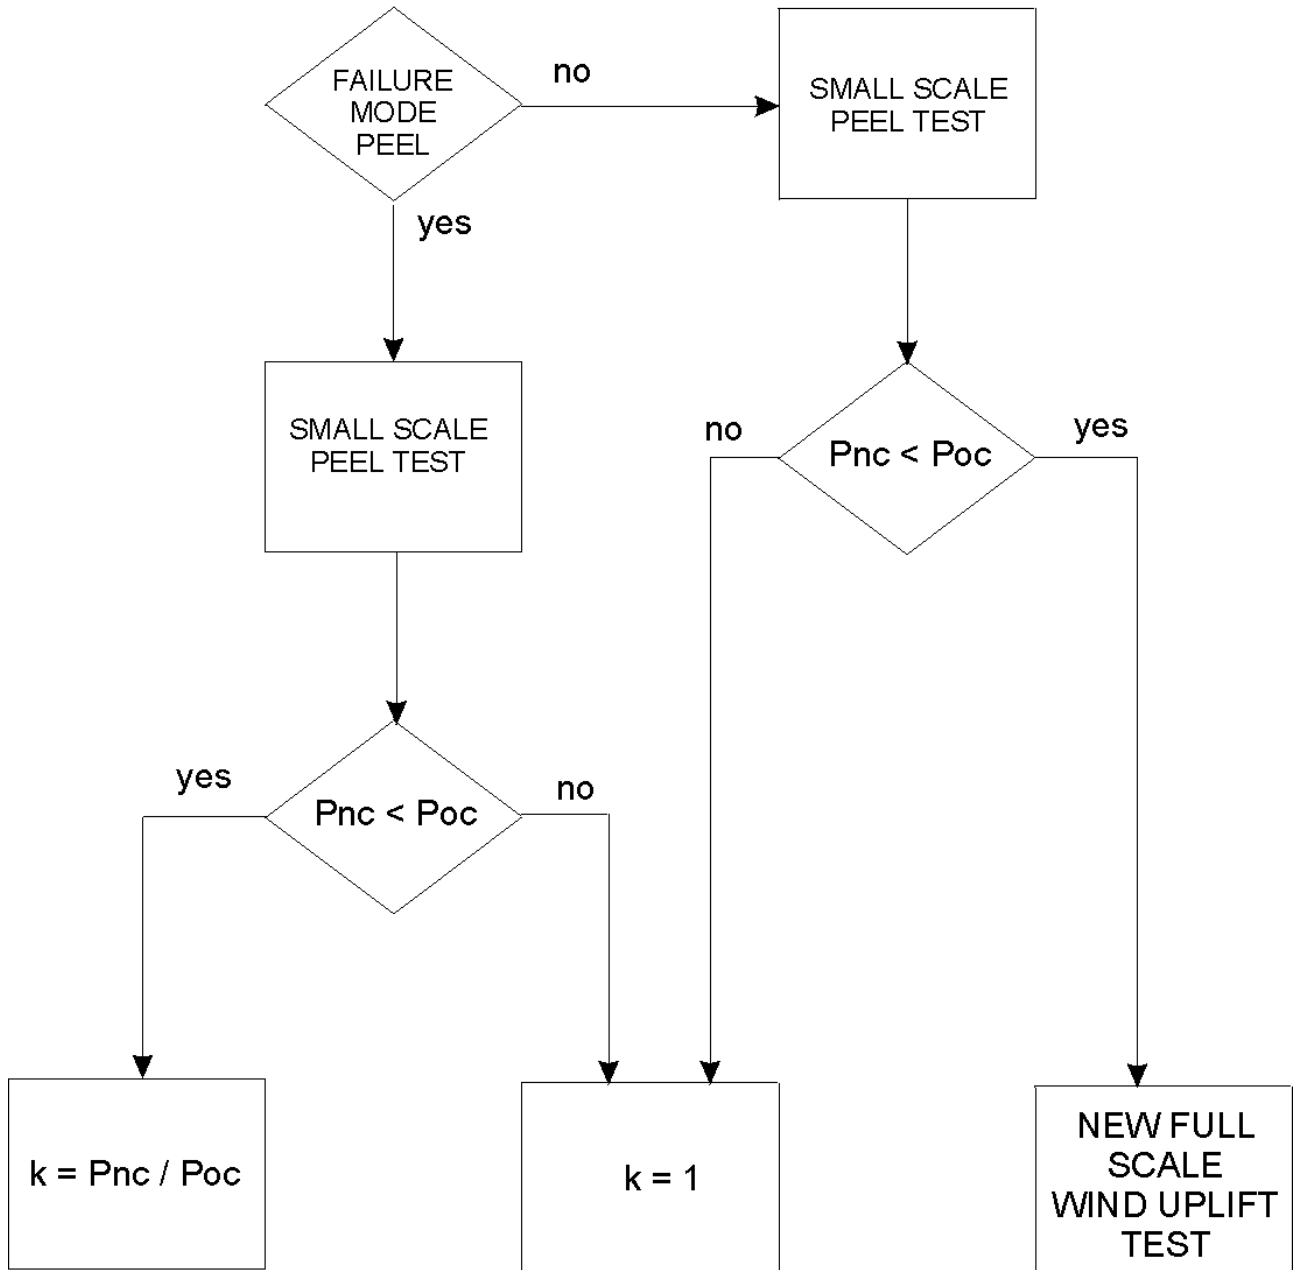 FAILURE
MODE
PEEL
no
SMALL SCALE
PEEL TEST
yes
SMALL SCALE
PEEL TEST
no
Pnc < Poc
yes
yes
Pnc < Poc
no
k = Pnc / Poc
k = 1
NEW FULL
SCALE
WIND UPLIFT
TEST